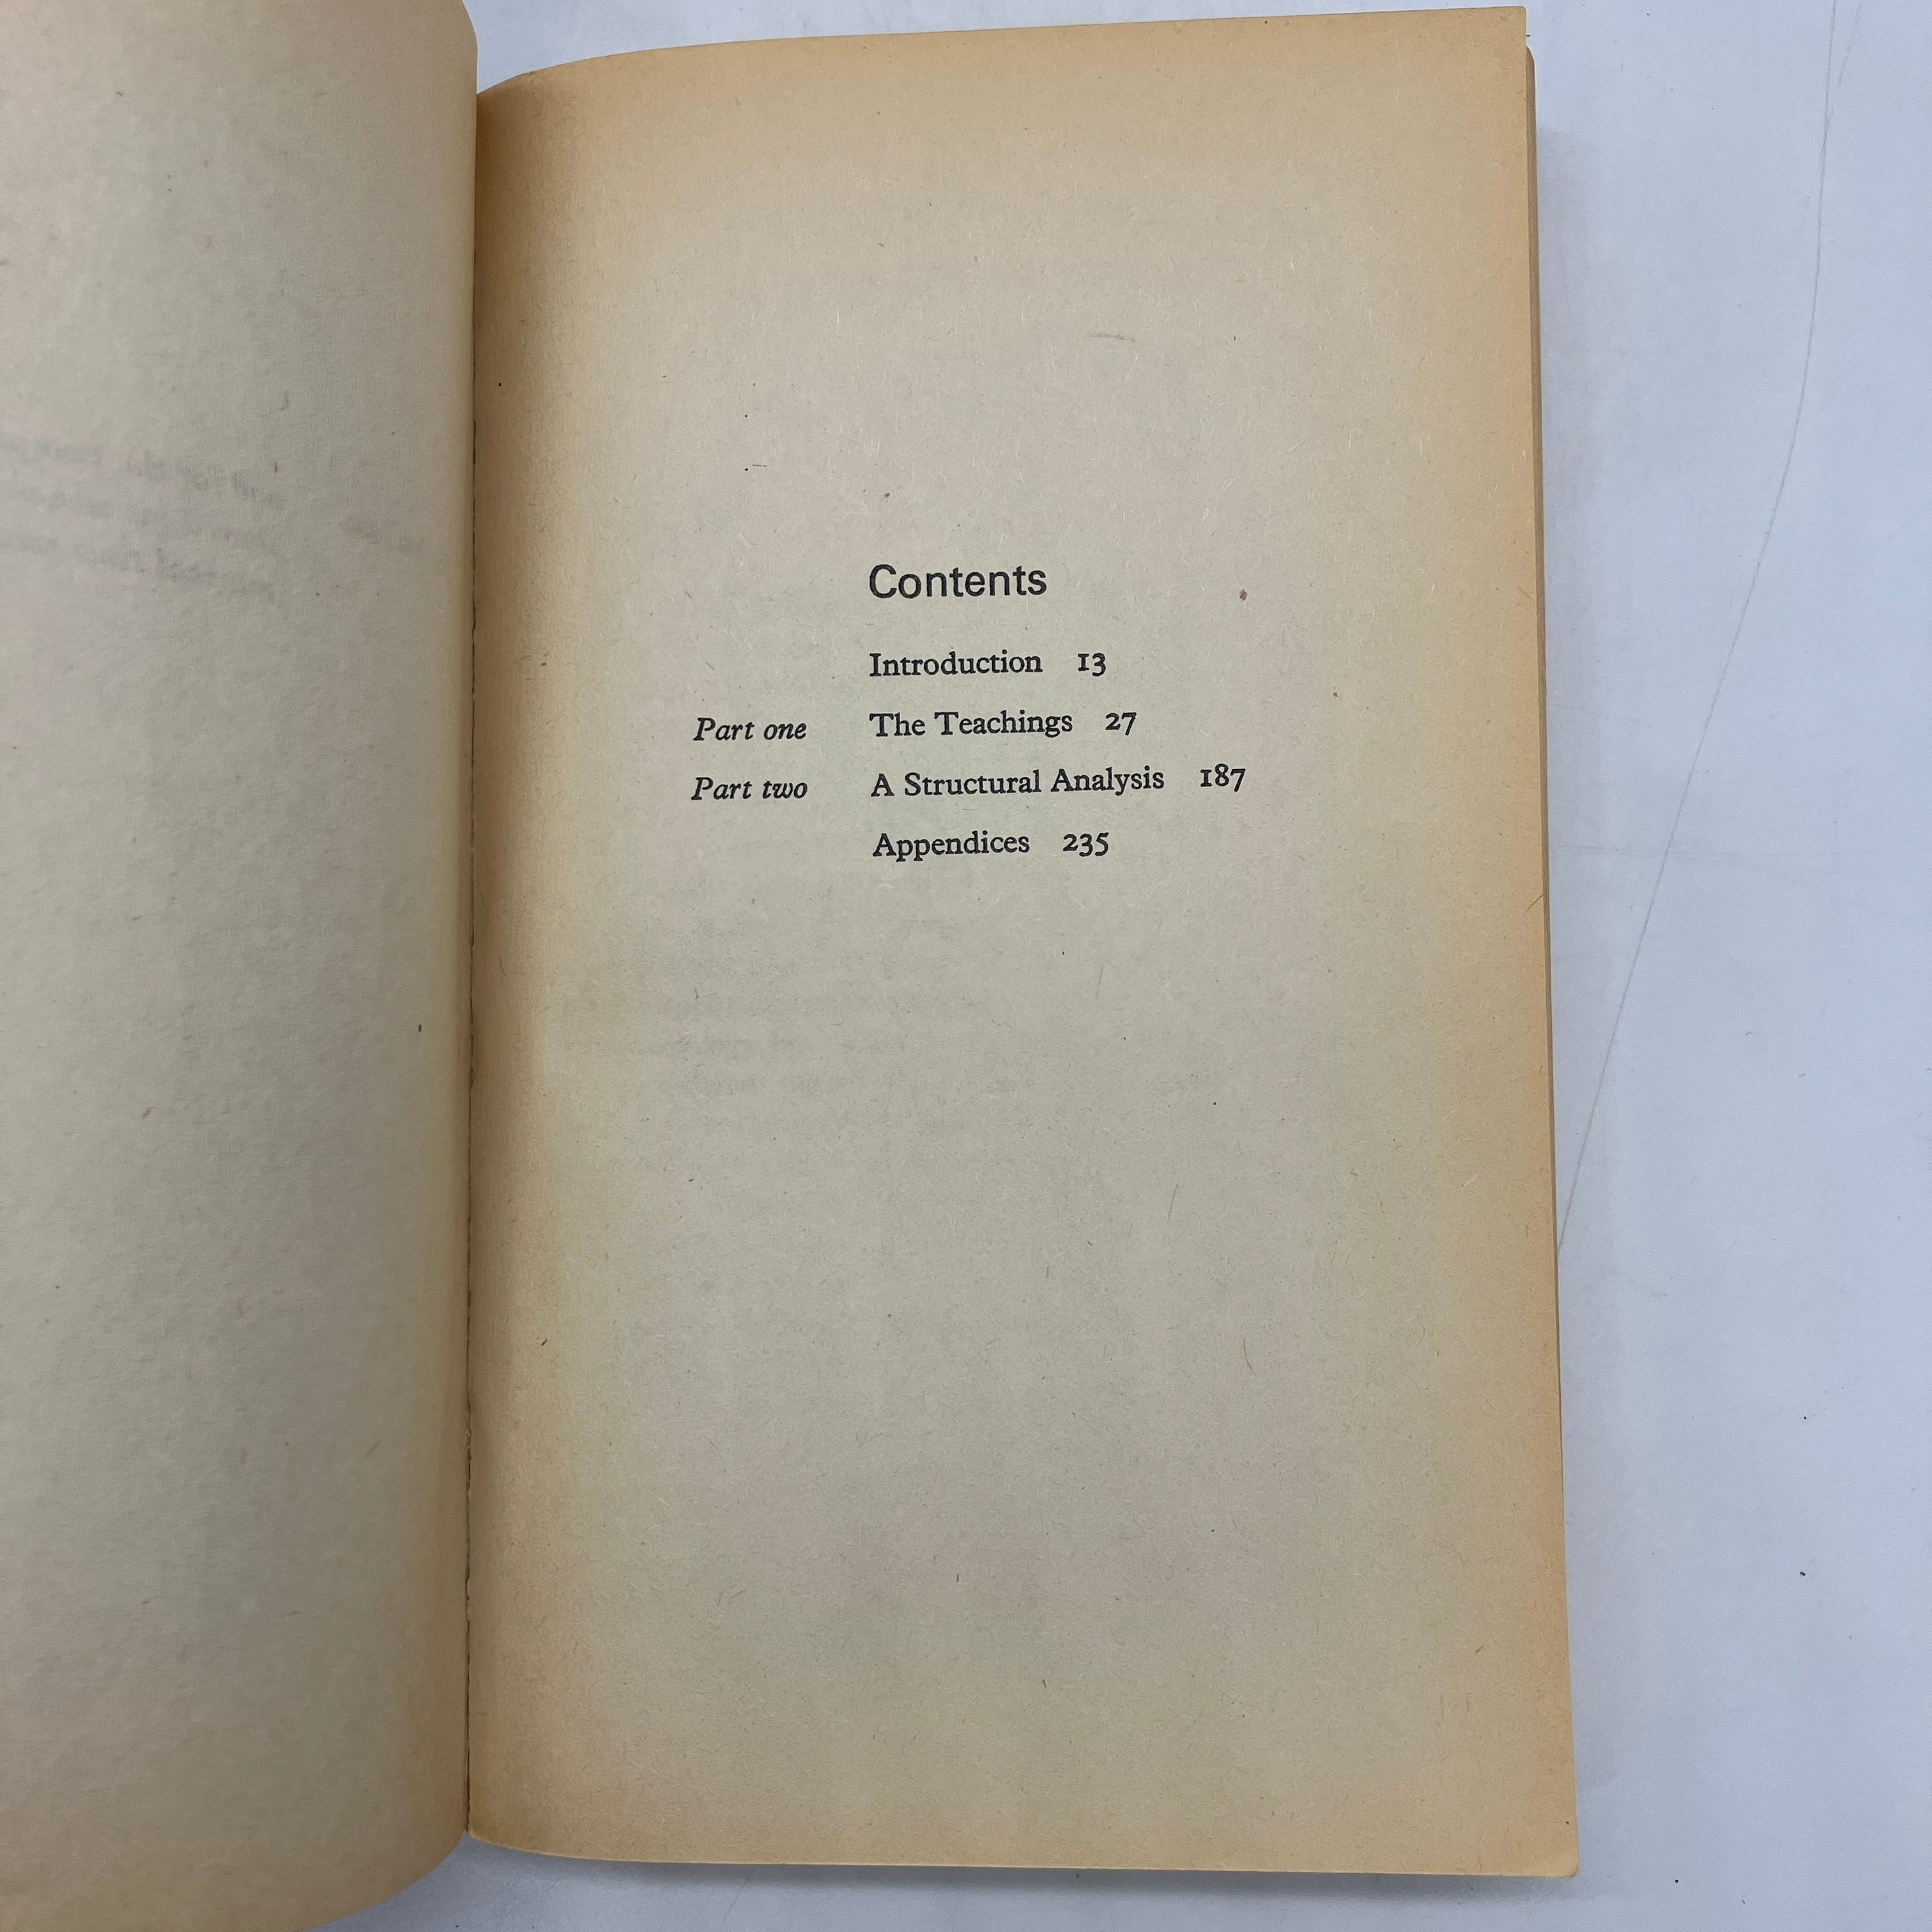 Contents
Introduction 13
Part one The Teachings 27
Part two A Structural Analysis 187
Appendices 235